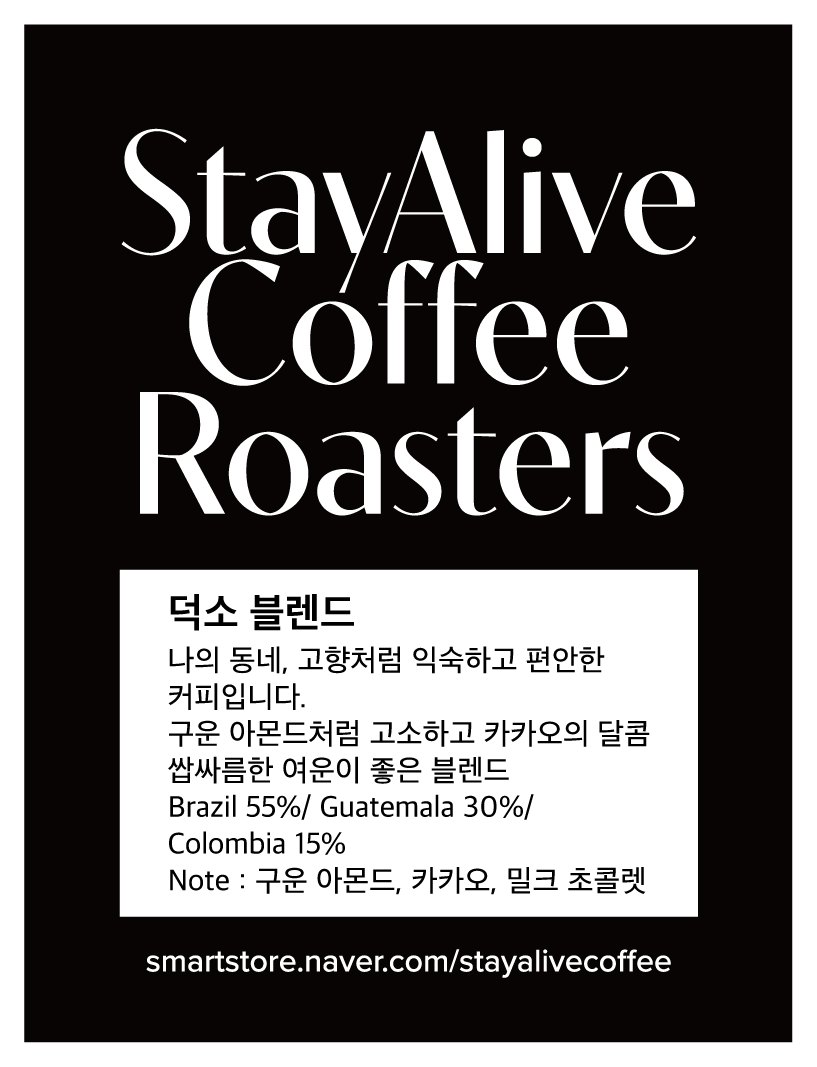 StayAlive
Coffee
Roasters
덕소 블렌드
나의 동네, 고향처럼 익숙하고 편안한
커피입니다.
구운 아몬드처럼 고소하고 카카오의 달콤
쌉싸름한 여운이 좋은 블렌드
Brazil 55%/ Guatemala 30%/
Colombia 15%
Note : 구운 아몬드, 카카오, 밀크 초콜렛
smartstore.naver.com/stayalivecoffee